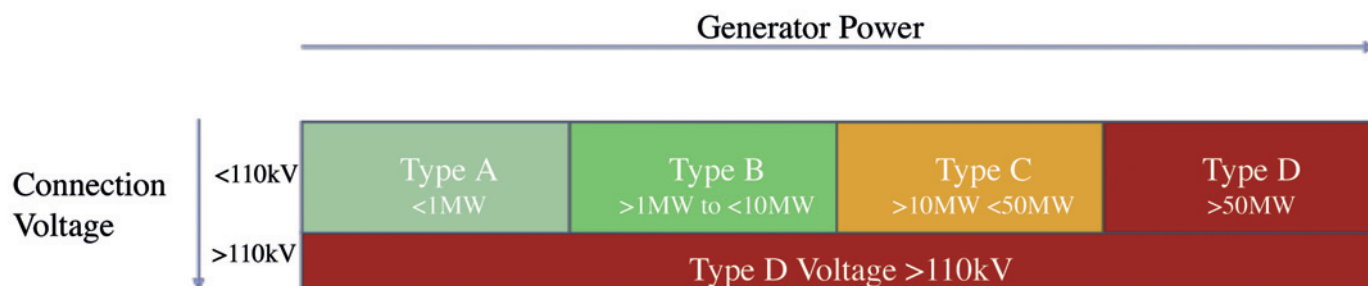 Generator Power
Connection
Voltage
<110kV
Type A
<1MW
Type B
>1MW to <10MW
Type C
>10MW <50MW
Type D
>50MW
>110kV
Type D Voltage >110kV